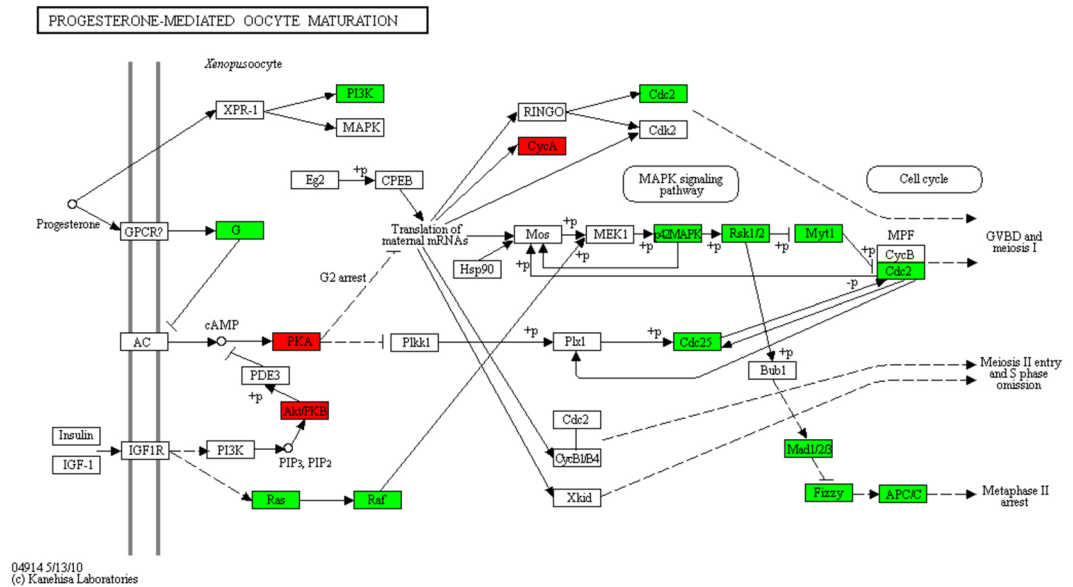 PROGESTERONE-MEDIATED OOCYTE MATURATION
Xenopus oocyte
PI3K
XPR-1
MAPK
RINGO
Cdc2
Cdk2
CycA
Eg2
+p
CPEB
MAPK signaling
pathway
Cell cycle
Progesterone
GPCR?
G
Translation of
maternal mRNAs
Mos
+p
MEK1
+p
p42MAPK
+p
Rsk1/2
+p
Myt1
+p
MPF
CycB
Cdc2
GVBD and
meiosis I
Hsp90
+p
+p
-p
G2 arrest
AC
cAMP
PKA
Plkk1
+p
Plx1
+p
Cdc25
+p
Bub1
Meiosis II entry
and S phase
omission
PDE3
+p
Akt/PKB
Cdc2
CycB1/B4
Insulin
IGF-1
IGF1R
PI3K
PIP3, PIP2
Mad1/2/3
Ras
Raf
Xkid
Fizzy
APC/C
Metaphase II
arrest
04914 5/13/10
(c) Kanehisa Laboratories